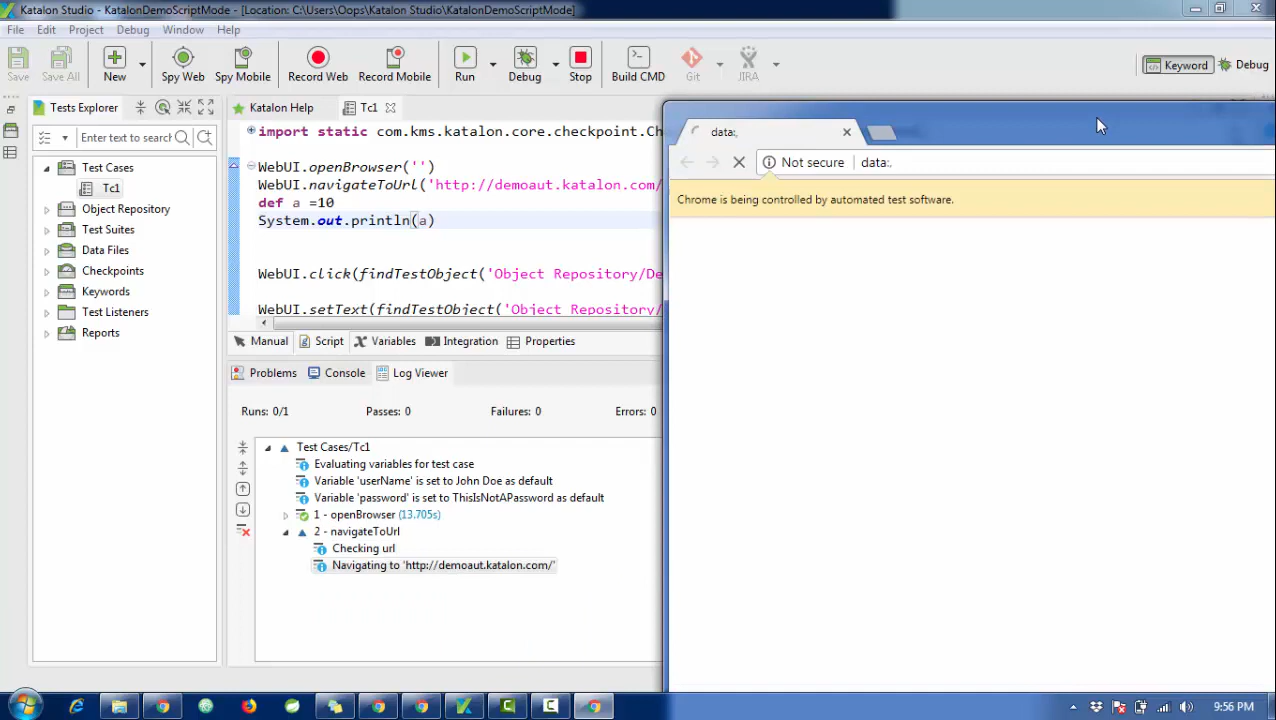 Katalon Studio - KatalonDemoScriptMode - [Location: C:\Users\Oops\Katalon Studio\KatalonDemoScriptMode]
File Edit Project Debug Window Help
Save Save All New Spy Web Spy Mobile Record Web Record Mobile Run Debug Stop Build CMD Git JIRA Keyword Debug
Tests Explorer
Enter text to search
Test Cases
Tc1
Object Repository
Test Suites
Data Files
Checkpoints
Keywords
Test Listeners
Reports
Katalon Help Tc1
import static com.kms.katalon.core.checkpoint.Ch
WebUI.openBrowser('')
WebUI.navigateToUrl('http://demoaut.katalon.com/
def a =10
System.out.println(a)
WebUI.click(findTestObject('Object Repository/De
WebUI.setText(findTestObject('Object Repository/
Manual Script Variables Integration Properties
Problems Console Log Viewer
Runs: 0/1 Passes: 0 Failures: 0 Errors: 0
Test Cases/Tc1
Evaluating variables for test case
Variable 'userName' is set to John Doe as default
Variable 'password' is set to ThisIsNotAPassword as default
1 - openBrowser (13.705s)
2 - navigateToUrl
Checking url
Navigating to 'http://demoaut.katalon.com/'
data:,
Not secure data:,
Chrome is being controlled by automated test software.
9:56 PM